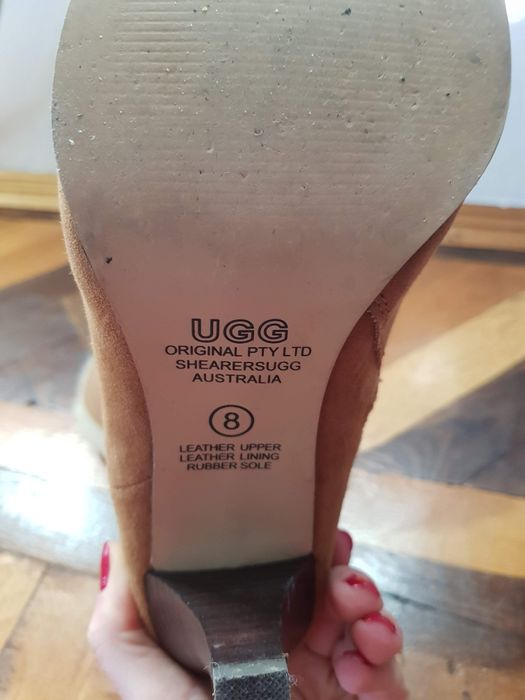 UGG
ORIGINAL PTY LTD
SHEARERSUGG
AUSTRALIA
8
LEATHER UPPER
LEATHER LINING
RUBBER SOLE